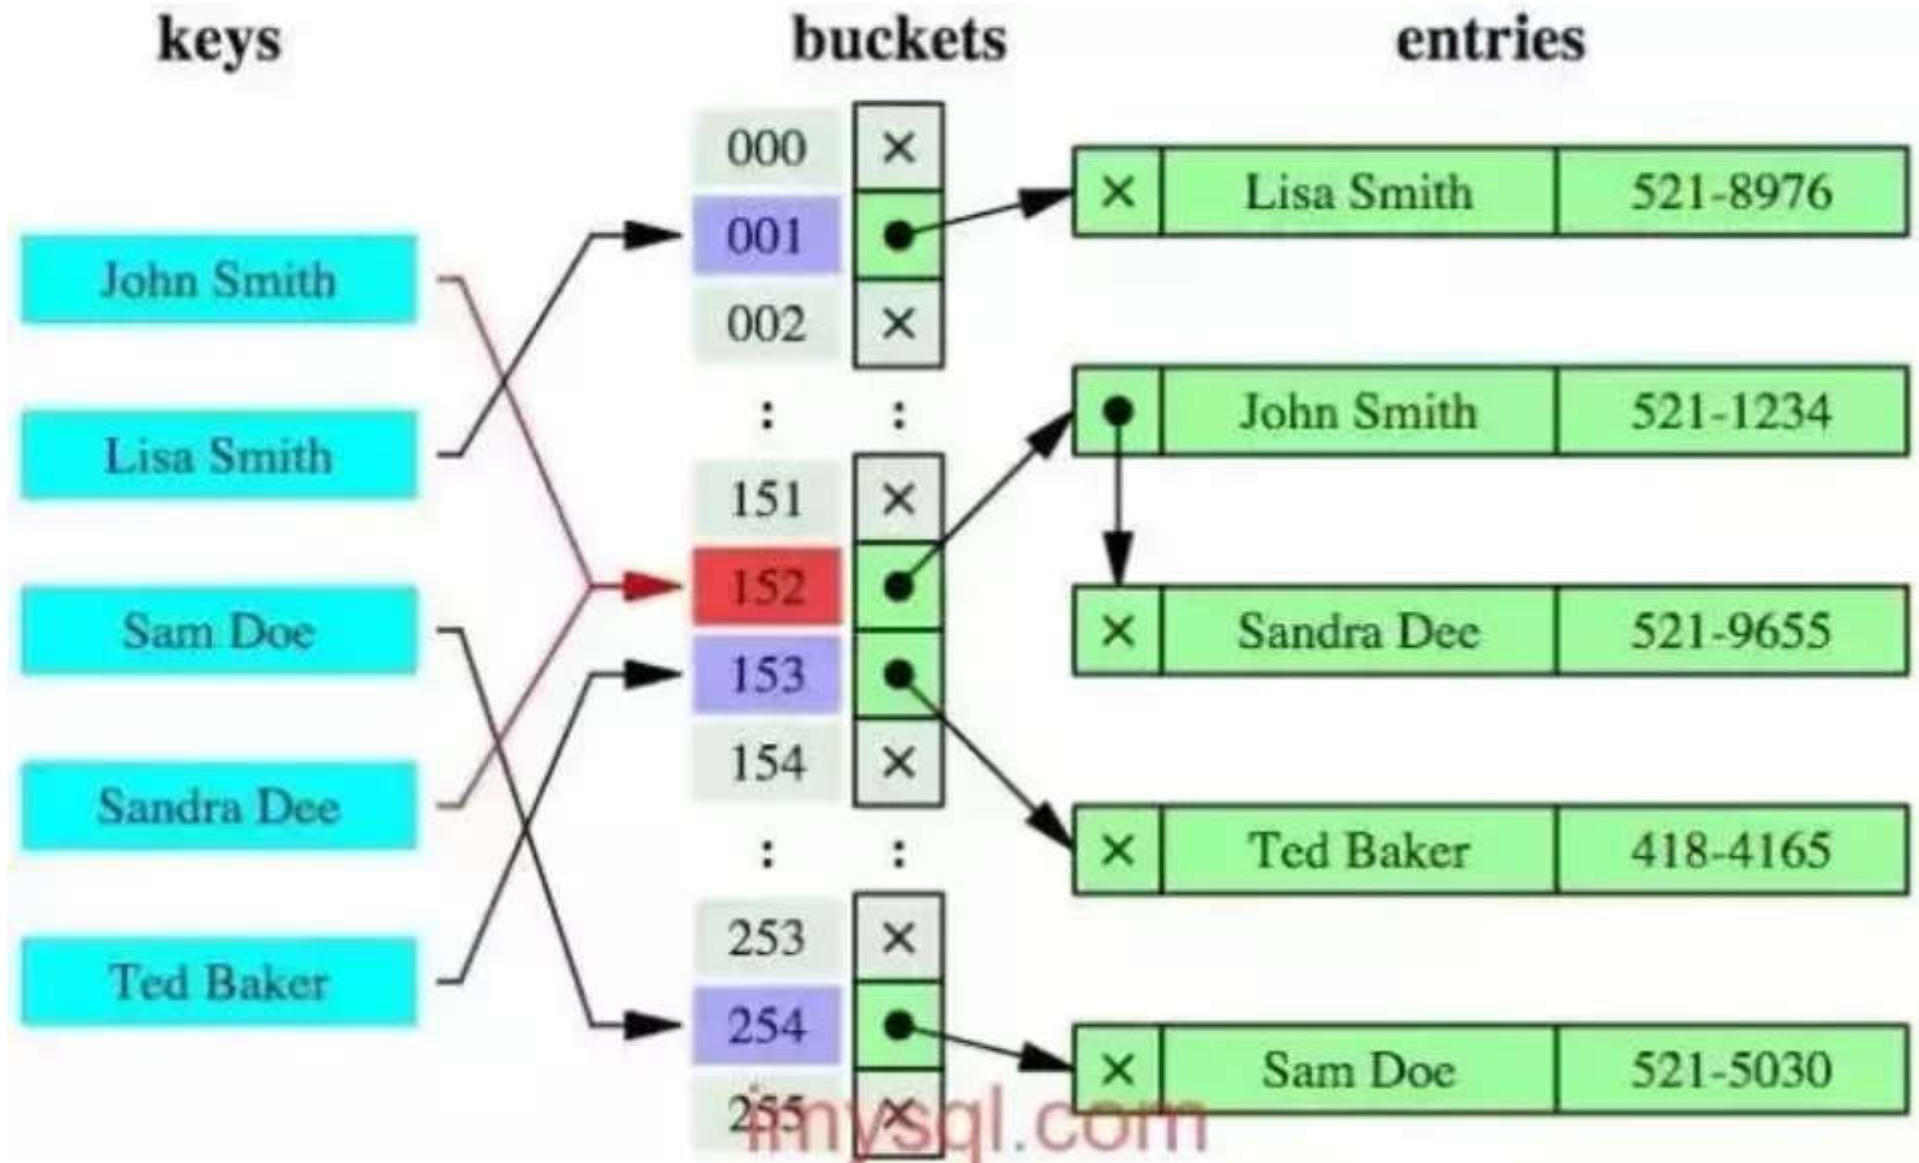 keys
buckets
entries
John Smith
Lisa Smith
Sam Doe
Sandra Dee
Ted Baker
000
001
002
:
:
151
152
153
154
:
:
253
254
255
Lisa Smith 521-8976
John Smith 521-1234
Sandra Dee 521-9655
Ted Baker 418-4165
Sam Doe 521-5030
imysql.com